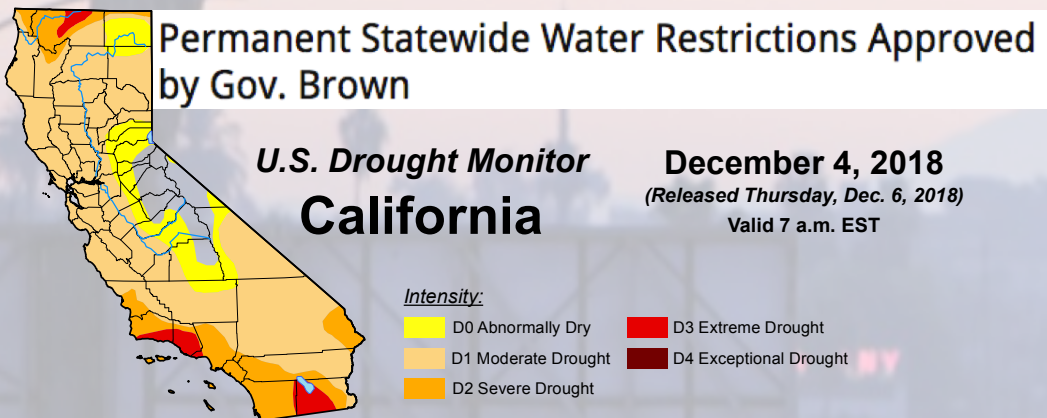 Permanent Statewide Water Restrictions Approved
by Gov. Brown
U.S. Drought Monitor
California
December 4, 2018
(Released Thursday, Dec. 6, 2018)
Valid 7 a.m. EST
Intensity:
D0 Abnormally Dry
D1 Moderate Drought
D2 Severe Drought
D3 Extreme Drought
D4 Exceptional Drought